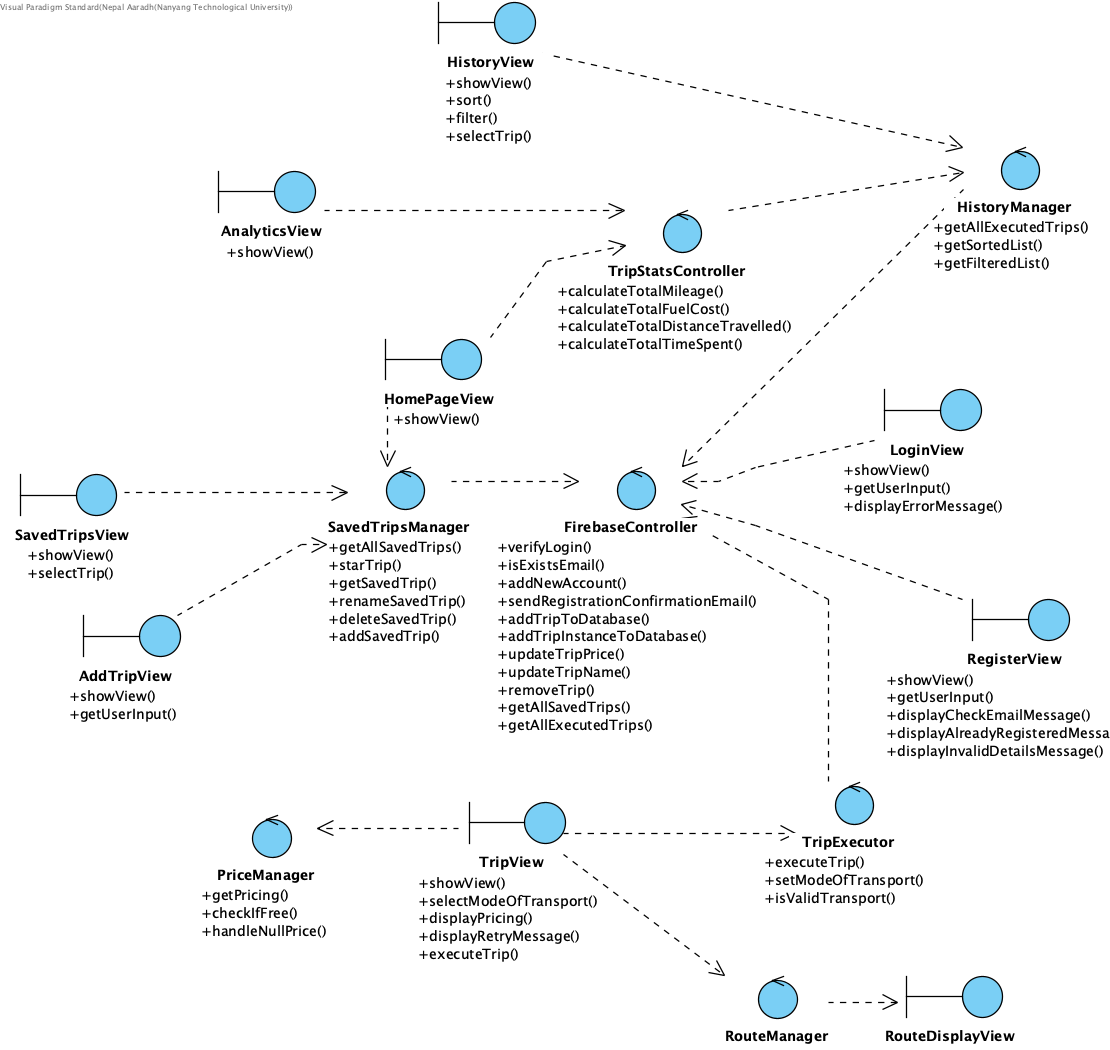 Visual Paradigm Standard(Nepal Aaradh(Nanyang Technological University))
HistoryView
+showView()
+sort()
+filter()
+selectTrip()
HistoryManager
+getAllExecutedTrips()
+getSortedList()
+getFilteredList()
AnalyticsView
+showView()
TripStatsController
+calculateTotalMileage()
+calculateTotalFuelCost()
+calculateTotalDistanceTravelled()
+calculateTotalTimeSpent()
HomePageView
+showView()
LoginView
+showView()
+getUserInput()
+displayErrorMessage()
SavedTripsView
+showView()
+selectTrip()
SavedTripsManager
+getAllSavedTrips()
+starTrip()
+getSavedTrip()
+renameSavedTrip()
+deleteSavedTrip()
+addSavedTrip()
FirebaseController
+verifyLogin()
+isExistsEmail()
+addNewAccount()
+sendRegistrationConfirmationEmail()
+addTripToDatabase()
+addTripInstanceToDatabase()
+updateTripPrice()
+updateTripName()
+removeTrip()
+getAllSavedTrips()
+getAllExecutedTrips()
AddTripView
+showView()
+getUserInput()
RegisterView
+showView()
+getUserInput()
+displayCheckEmailMessage()
+displayAlreadyRegisteredMessa
+displayInvalidDetailsMessage()
PriceManager
+getPricing()
+checkIfFree()
+handleNullPrice()
TripView
+showView()
+selectModeOfTransport()
+displayPricing()
+displayRetryMessage()
+executeTrip()
TripExecutor
+executeTrip()
+setModeOfTransport()
+isValidTransport()
RouteManager
RouteDisplayView